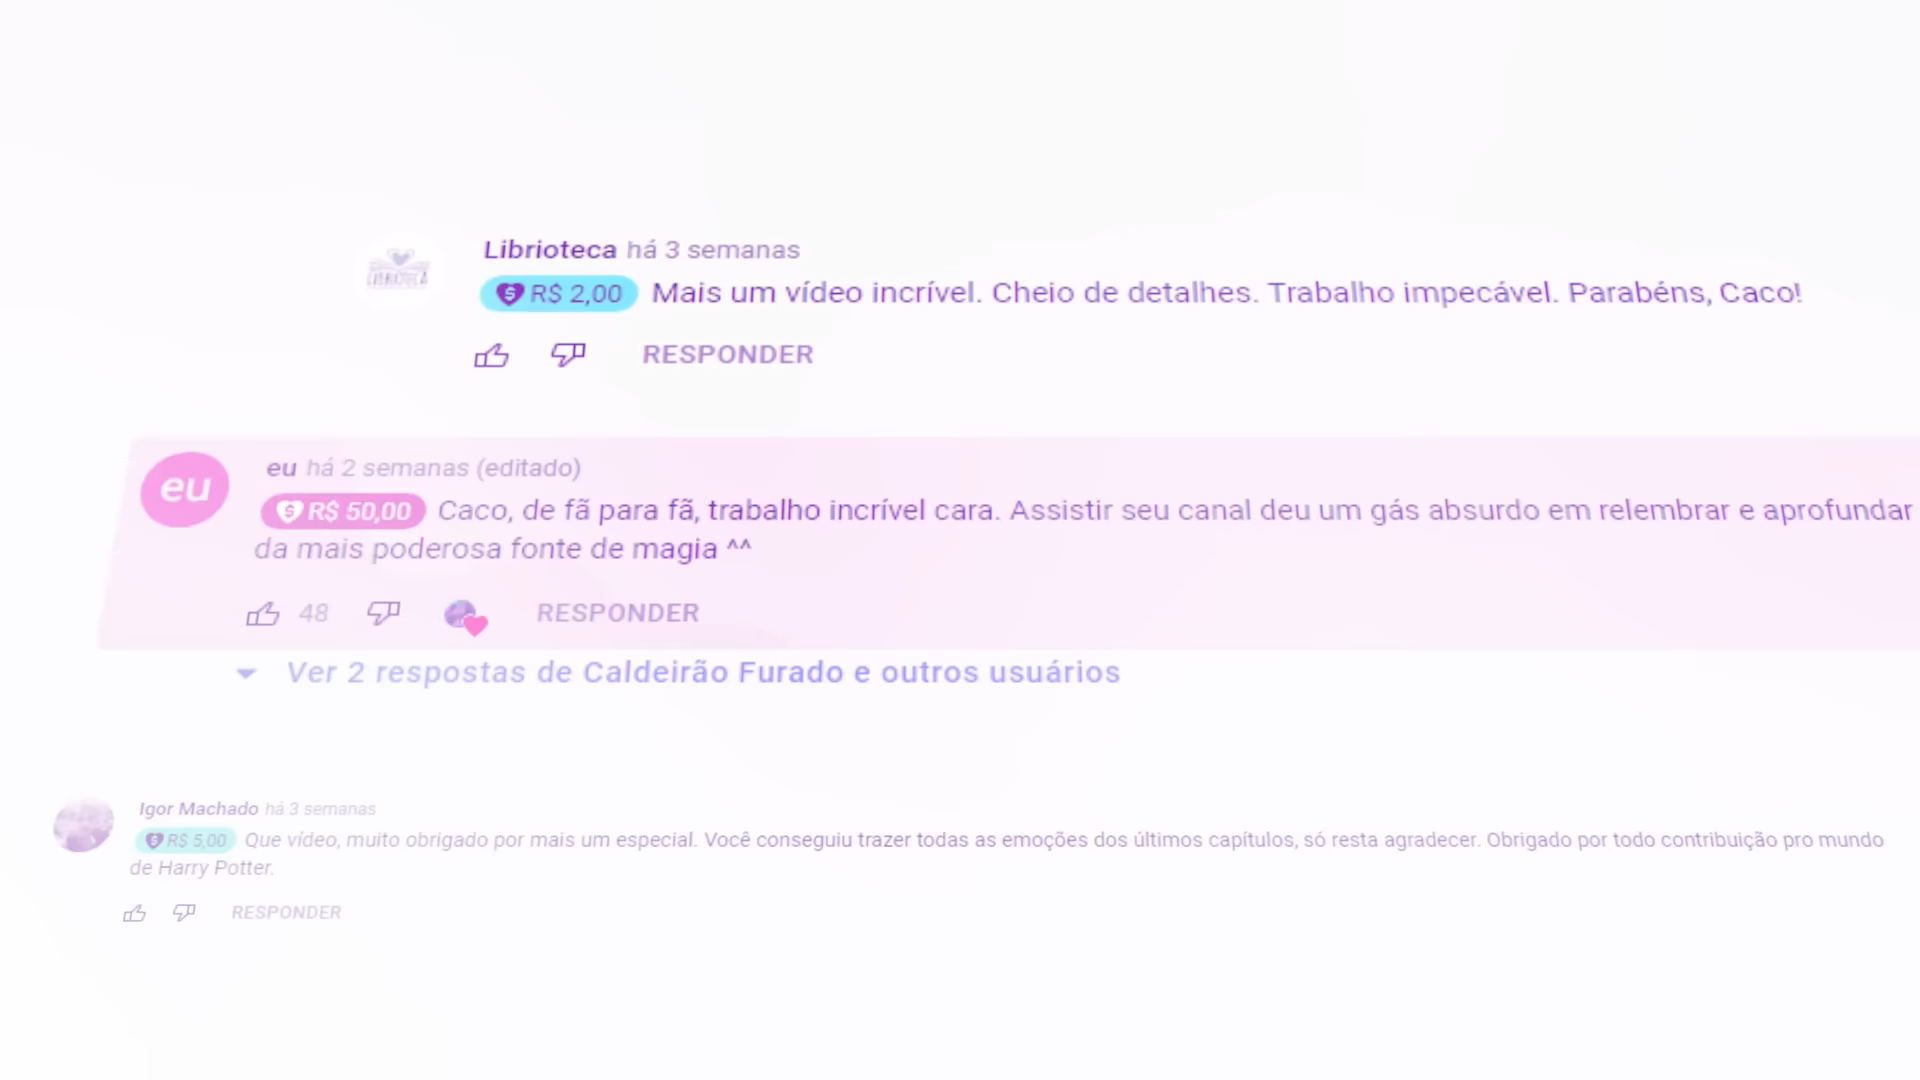 LIBRIOTECA
Librioteca há 3 semanas
R$ 2,00 Mais um vídeo incrível. Cheio de detalhes. Trabalho impecável. Parabéns, Caco!
RESPONDER
eu
eu há 2 semanas (editado)
R$ 50,00 Caco, de fã para fã, trabalho incrível cara. Assistir seu canal deu um gás absurdo em relembrar e aprofundar
da mais poderosa fonte de magia ^^
48 RESPONDER
Ver 2 respostas de Caldeirão Furado e outros usuários
Igor Machado há 3 semanas
R$ 5,00 Que vídeo, muito obrigado por mais um especial. Você conseguiu trazer todas as emoções dos últimos capítulos, só resta agradecer. Obrigado por todo contribuição pro mundo
de Harry Potter.
RESPONDER